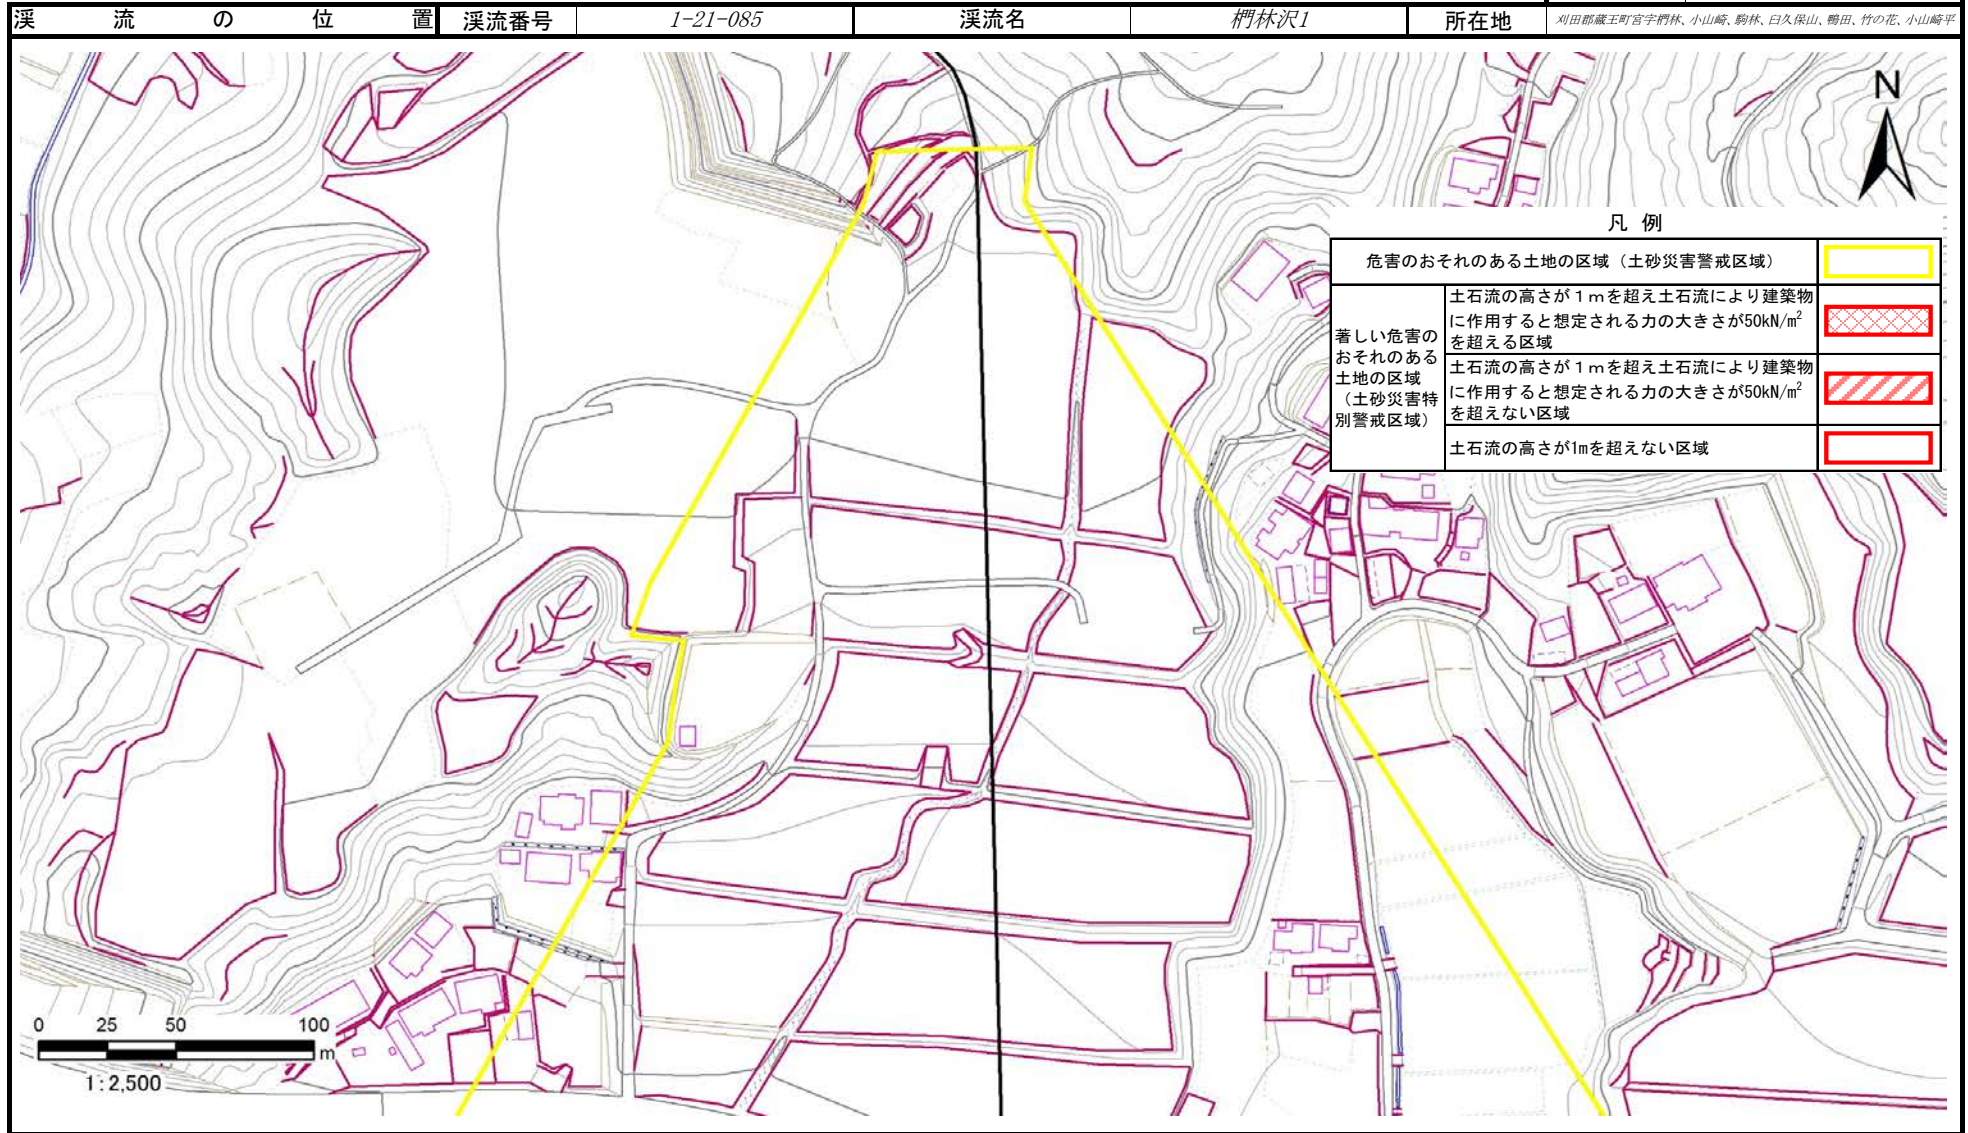 渓流の位置 渓流番号 1-21-085 渓流名 椚林沢1 所在地 刈田郡蔵王町宮字椚林、小山崎、駒林、臼久保山、鴨田、竹の花、小山崎平
N
凡 例
危害のおそれのある土地の区域（土砂災害警戒区域）
著しい危害の
おそれのある
土地の区域
（土砂災害特
別警戒区域）
土石流の高さが１ｍを超え土石流により建築物
に作用すると想定される力の大きさが50kN/m²
を超える区域
土石流の高さが１ｍを超え土石流により建築物
に作用すると想定される力の大きさが50kN/m²
を超えない区域
土石流の高さが1mを超えない区域
0 25 50 100
m
1:2,500